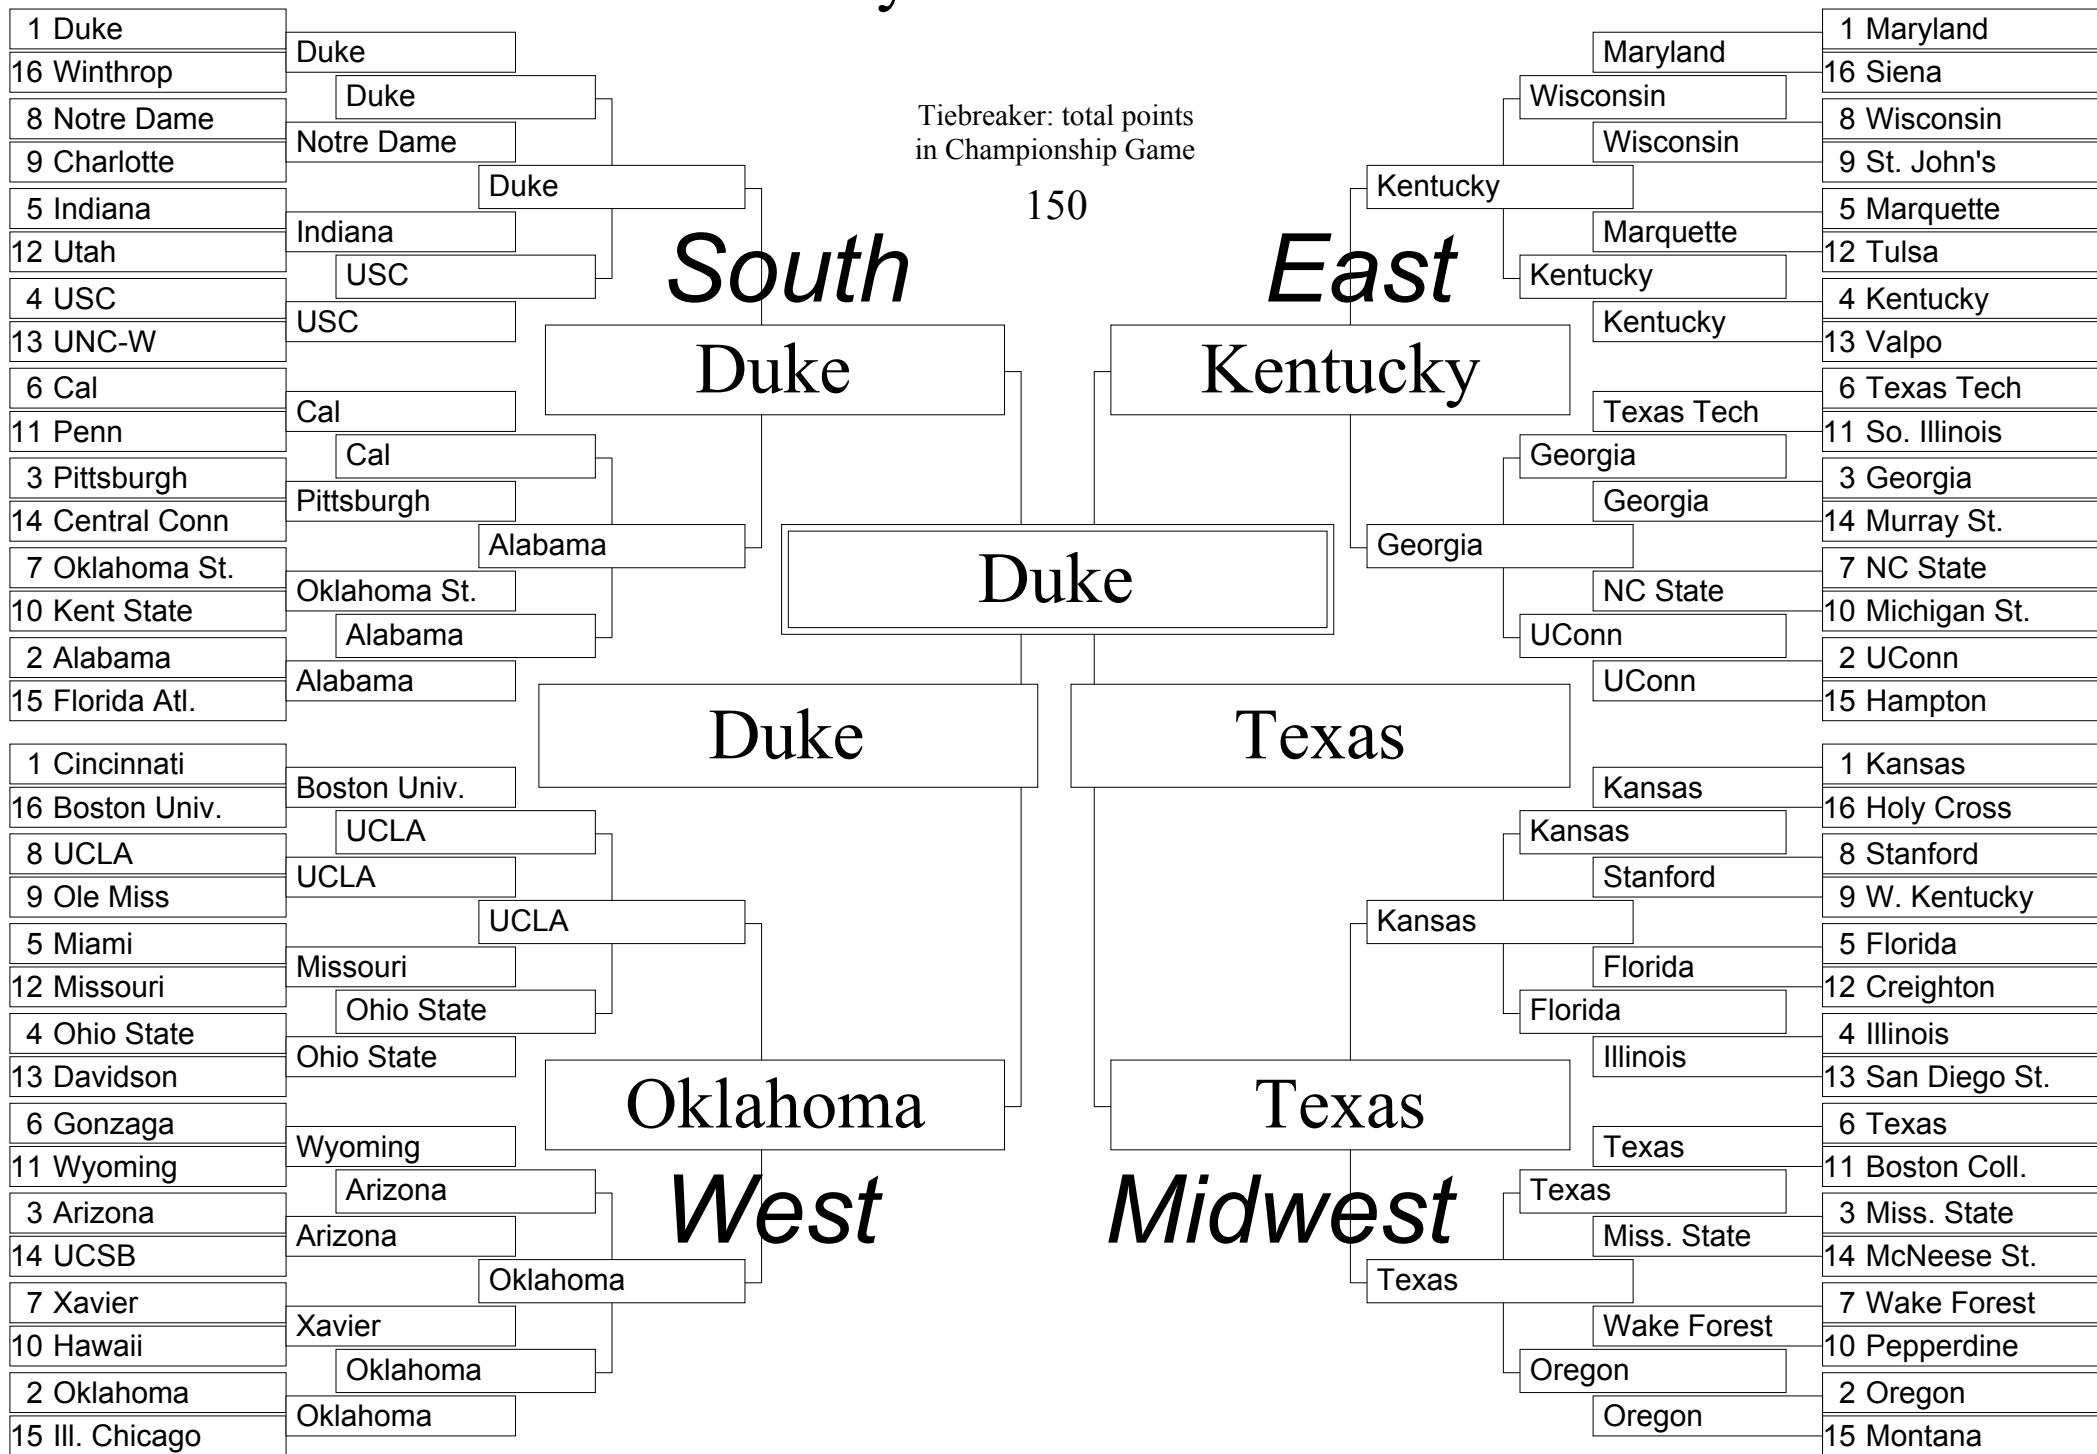 1 Duke
16 Winthrop
8 Notre Dame
9 Charlotte
5 Indiana
12 Utah
4 USC
13 UNC-W
6 Cal
11 Penn
3 Pittsburgh
14 Central Conn
7 Oklahoma St.
10 Kent State
2 Alabama
15 Florida Atl.
Duke
Notre Dame
Indiana
USC
Cal
Pittsburgh
Oklahoma St.
Alabama
Duke
USC
Cal
Alabama
Duke
Alabama
South
Duke
1 Cincinnati
16 Boston Univ.
8 UCLA
9 Ole Miss
5 Miami
12 Missouri
4 Ohio State
13 Davidson
6 Gonzaga
11 Wyoming
3 Arizona
14 UCSB
7 Xavier
10 Hawaii
2 Oklahoma
15 Ill. Chicago
Boston Univ.
UCLA
Missouri
Ohio State
Wyoming
Arizona
Xavier
Oklahoma
UCLA
Ohio State
Arizona
Oklahoma
UCLA
Oklahoma
Oklahoma
West
Tiebreaker: total points
in Championship Game
150
Duke
Duke
Texas
East
Kentucky
Kentucky
Georgia
Wisconsin
Kentucky
Georgia
UConn
Maryland
Wisconsin
Marquette
Kentucky
Texas Tech
Georgia
NC State
UConn
1 Maryland
16 Siena
8 Wisconsin
9 St. John's
5 Marquette
12 Tulsa
4 Kentucky
13 Valpo
6 Texas Tech
11 So. Illinois
3 Georgia
14 Murray St.
7 NC State
10 Michigan St.
2 UConn
15 Hampton
Texas
Midwest
Kansas
Texas
Kansas
Florida
Texas
Oregon
Kansas
Stanford
Florida
Illinois
Texas
Miss. State
Wake Forest
Oregon
1 Kansas
16 Holy Cross
8 Stanford
9 W. Kentucky
5 Florida
12 Creighton
4 Illinois
13 San Diego St.
6 Texas
11 Boston Coll.
3 Miss. State
14 McNeese St.
7 Wake Forest
10 Pepperdine
2 Oregon
15 Montana